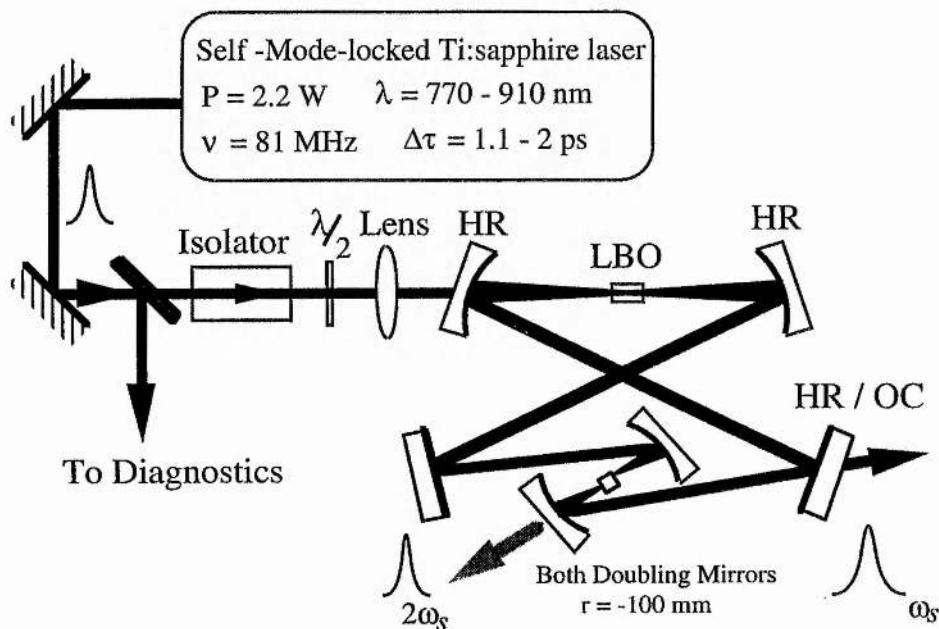 Self -Mode-locked Ti:sapphire laser
P = 2.2 W λ = 770 - 910 nm
ν = 81 MHz Δτ = 1.1 - 2 ps
Isolator
λ/2
Lens
HR
LBO
HR
HR / OC
To Diagnostics
Both Doubling Mirrors
r = -100 mm
2ωs
ωs